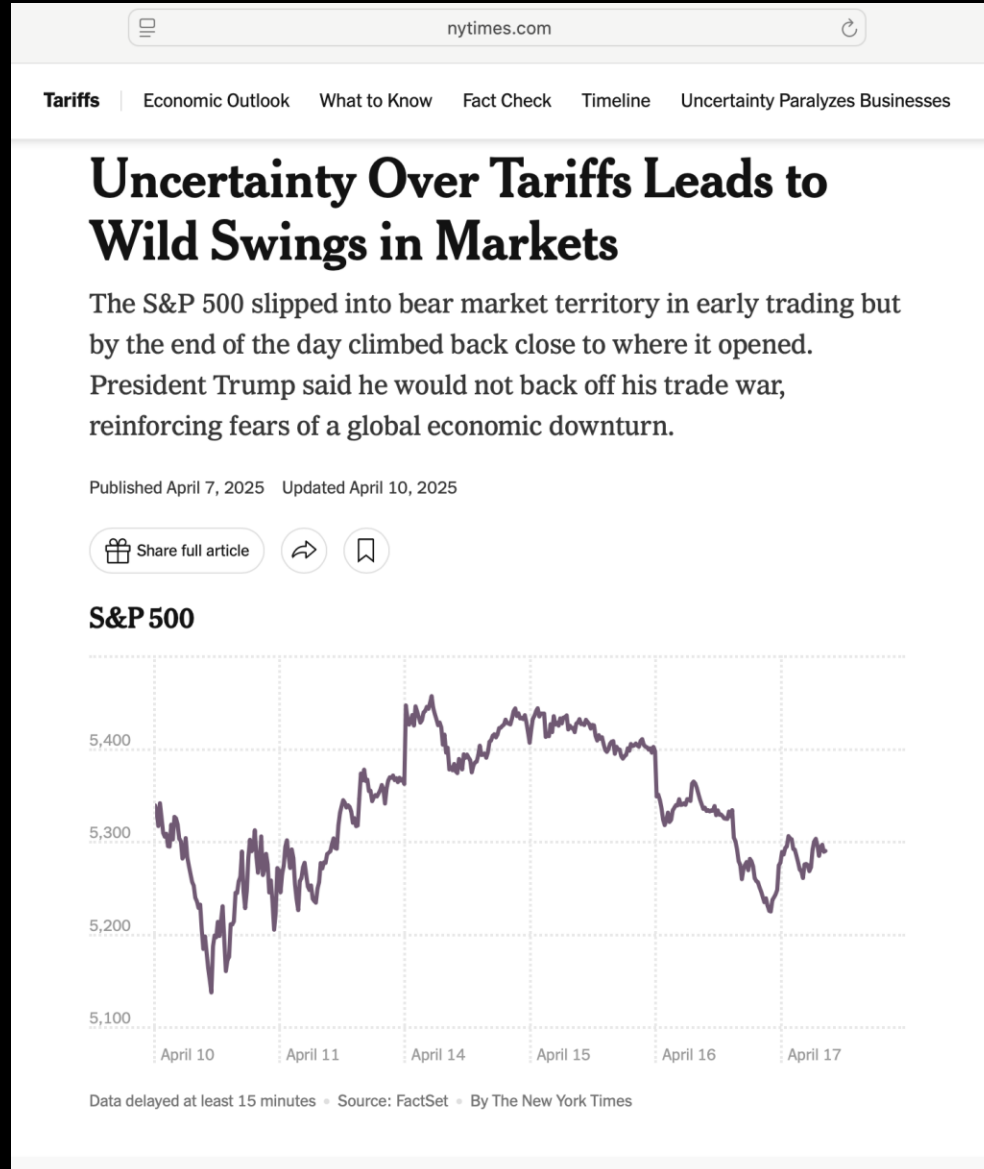 nytimes.com
Tariffs Economic Outlook What to Know Fact Check Timeline Uncertainty Paralyzes Businesses
Uncertainty Over Tariffs Leads to
Wild Swings in Markets
The S&P 500 slipped into bear market territory in early trading but
by the end of the day climbed back close to where it opened.
President Trump said he would not back off his trade war,
reinforcing fears of a global economic downturn.
Published April 7, 2025 Updated April 10, 2025
Share full article
S&P 500
5,400
5,300
5,200
5,100
April 10 April 11 April 14 April 15 April 16 April 17
Data delayed at least 15 minutes • Source: FactSet • By The New York Times